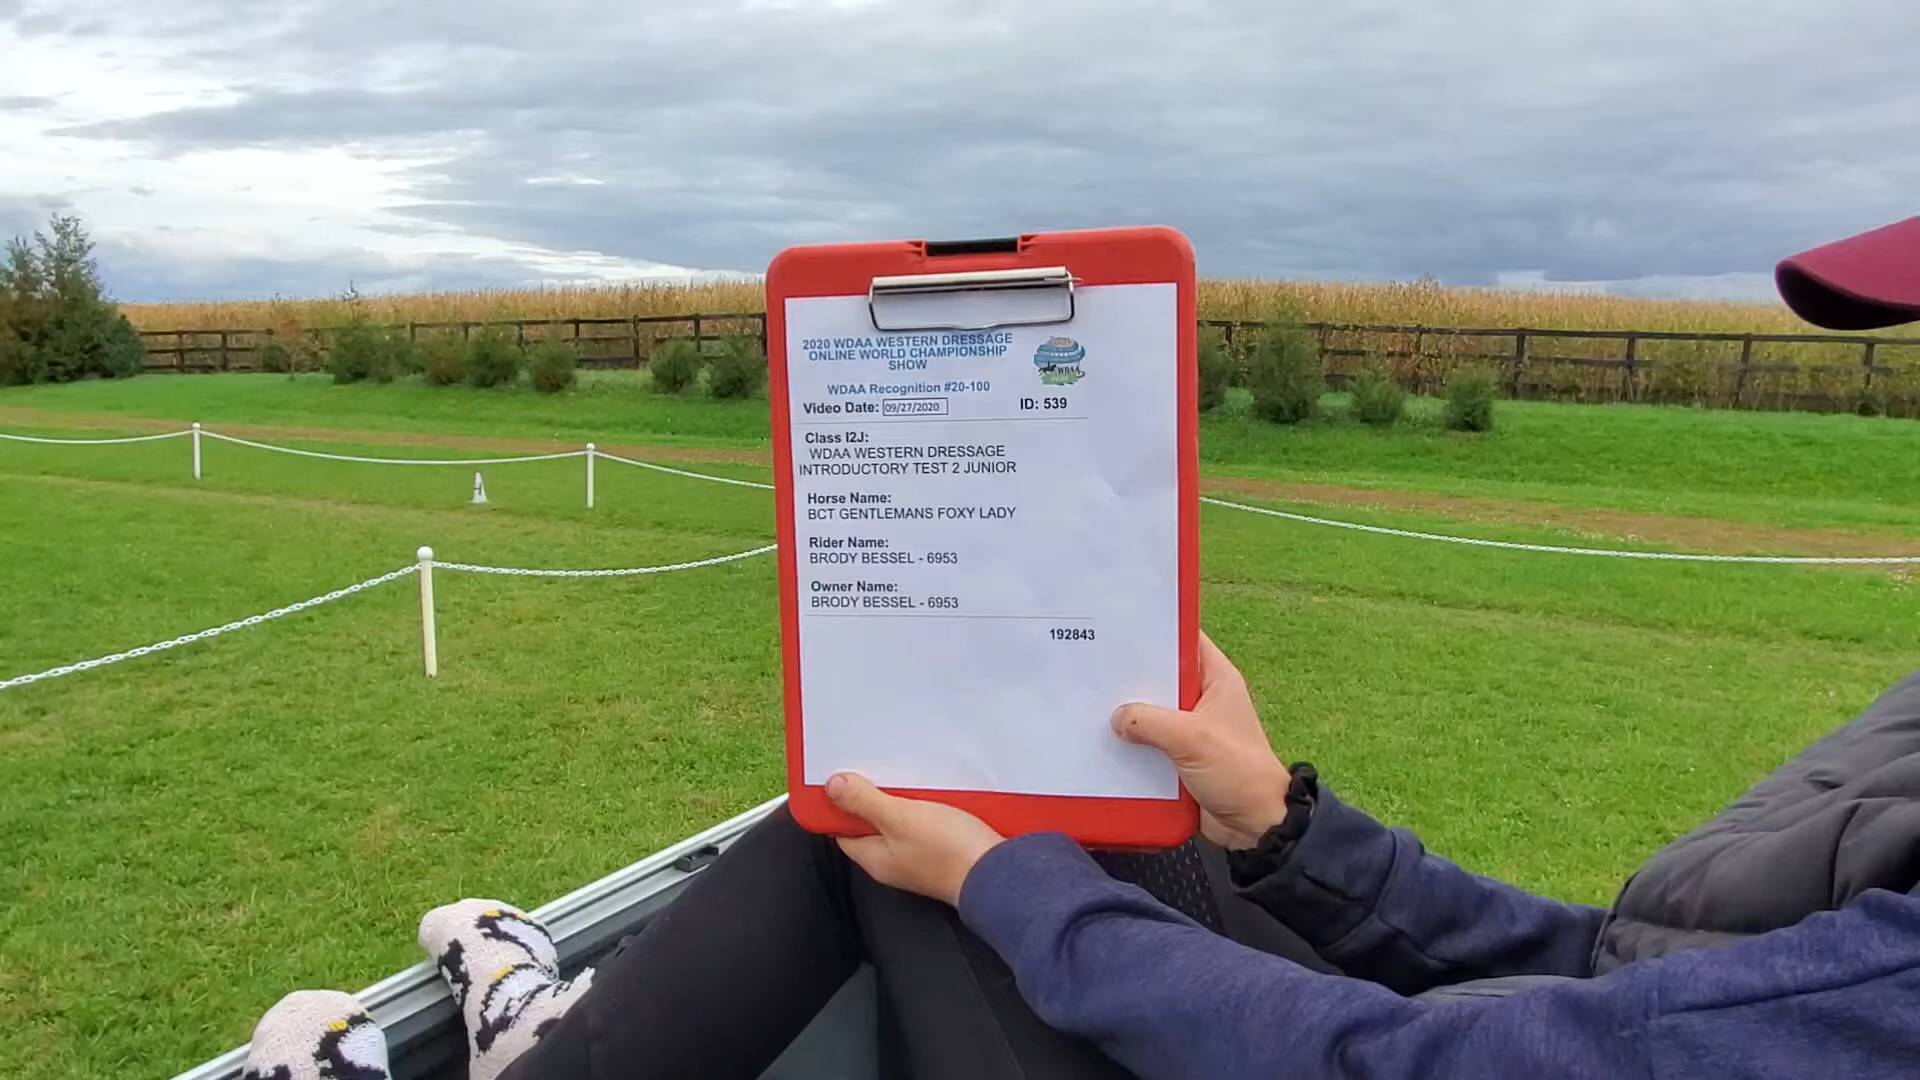 2020 WDAA WESTERN DRESSAGE
ONLINE WORLD CHAMPIONSHIP
SHOW
WDAA
WDAA Recognition #20-100
Video Date: 09/27/2020
ID: 539
Class I2J:
WDAA WESTERN DRESSAGE
INTRODUCTORY TEST 2 JUNIOR
Horse Name:
BCT GENTLEMANS FOXY LADY
Rider Name:
BRODY BESSEL - 6953
Owner Name:
BRODY BESSEL - 6953
192843
A